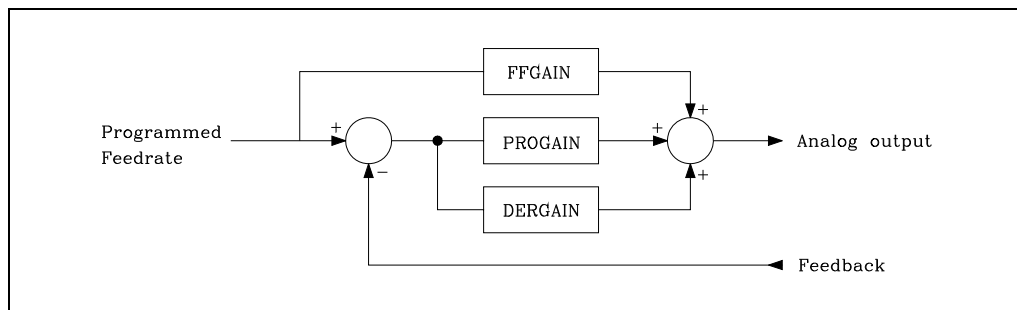 FFGAIN
+
Programmed
Feedrate
+
−
PROGAIN
+
+
Analog output
DERGAIN
Feedback